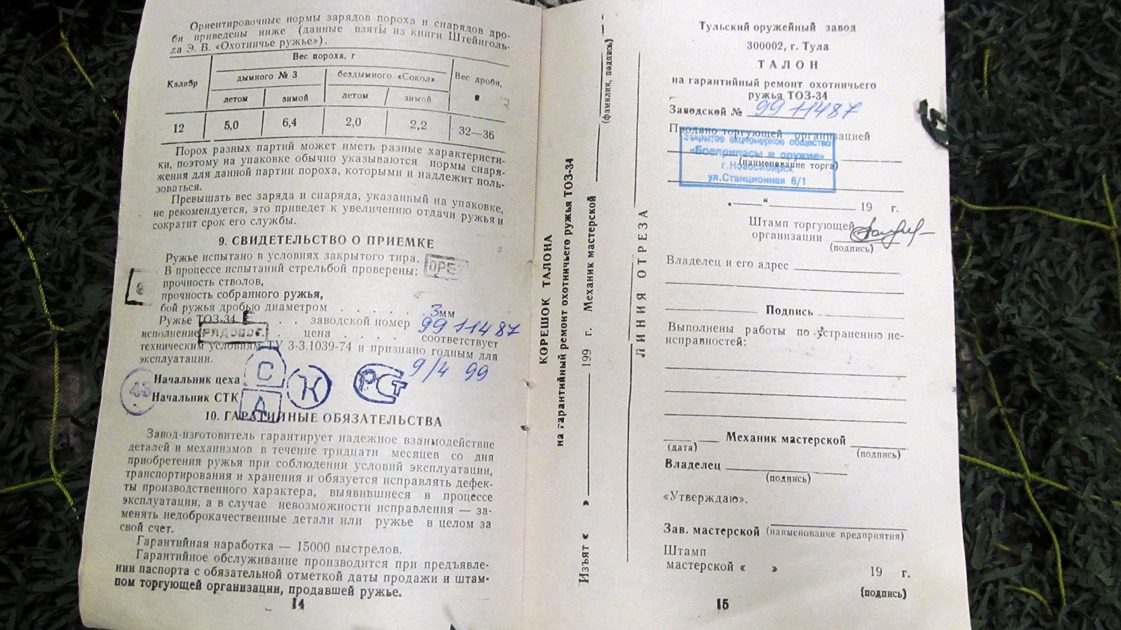 Ориентировочные нормы зарядов пороха и снарядов дро-
би приведены ниже (данные взяты из книги Штейнголь-
да Э. В. «Охотничье ружье»).
Калибр
Вес пороха, г
Вес дроби,
дымного № 3
бездымного «Сокол»
летом
зимой
летом
зимой
12
5,0
6,4
2,0
2,2
32—36
Порох разных партий может иметь разные характеристи-
ки, поэтому на упаковке обычно указываются нормы снаря-
жения для данной партии пороха, которыми и надлежит поль-
зоваться.
Превышать вес заряда и снаряда, указанный на упаковке,
не рекомендуется, это приведет к увеличению отдачи ружья и
сократит срок его службы.
9. СВИДЕТЕЛЬСТВО О ПРИЕМКЕ
Ружье испытано в условиях закрытого тира.
В процессе испытаний стрельбой проверены:
ОРЕХ
прочность стволов,
прочность собранного ружья,
бой ружья дробью диаметром . . . . . . . 3 мм
Ружье ТОЗ-34 Е . . . . заводской номер 9911487
исполнение РЯДОВОЕ . цена . . . . . соответствует
техническим условиям ТУ 3-3.1039-74 и признано годным для
эксплуатации.
9/4 99
Начальник цеха
С
К
РСТ
43
Начальник СТК
А
10. ГАРАНТИЙНЫЕ ОБЯЗАТЕЛЬСТВА
Завод-изготовитель гарантирует надежное взаимодействие
деталей и механизмов в течение тридцати месяцев со дня
приобретения ружья при соблюдении условий эксплуатации,
транспортирования и хранения и обязуется исправлять дефек-
ты производственного характера, выявившиеся в процессе
эксплуатации, а в случае невозможности исправления — за-
менять недоброкачественные детали или ружье в целом за
свой счет.
Гарантийная наработка — 15000 выстрелов.
Гарантийное обслуживание производится при предъявле-
нии паспорта с обязательной отметкой даты продажи и штам-
пом торгующей организации, продавшей ружье.
14
КОРЕШОК ТАЛОНА
на гарантийный ремонт охотничьего ружья ТОЗ-34
Изъят « » 199 г. Механик мастерской
(фамилия, подпись)
ЛИНИЯ ОТРЕЗА
Тульский оружейный завод
300002, г. Тула
ТАЛОН
на гарантийный ремонт охотничьего
ружья ТОЗ-34
Заводской № 9911487
Продано торгующей организацией
Открытое акционерное общество
«Боеприпасы и оружие»
(наименование торга)
г.Новосибирск
ул.Станционная 6/1
„ “ 19 г.
Штамп торгующей
организации
(подпись)
Владелец и его адрес
Подпись
Выполнены работы по устранению не-
исправностей:
Механик мастерской
(дата)
(подпись)
Владелец
(подпись)
«Утверждаю».
Зав. мастерской
(наименование предприятия)
Штамп
мастерской « » 19 г.
(подпись)
15